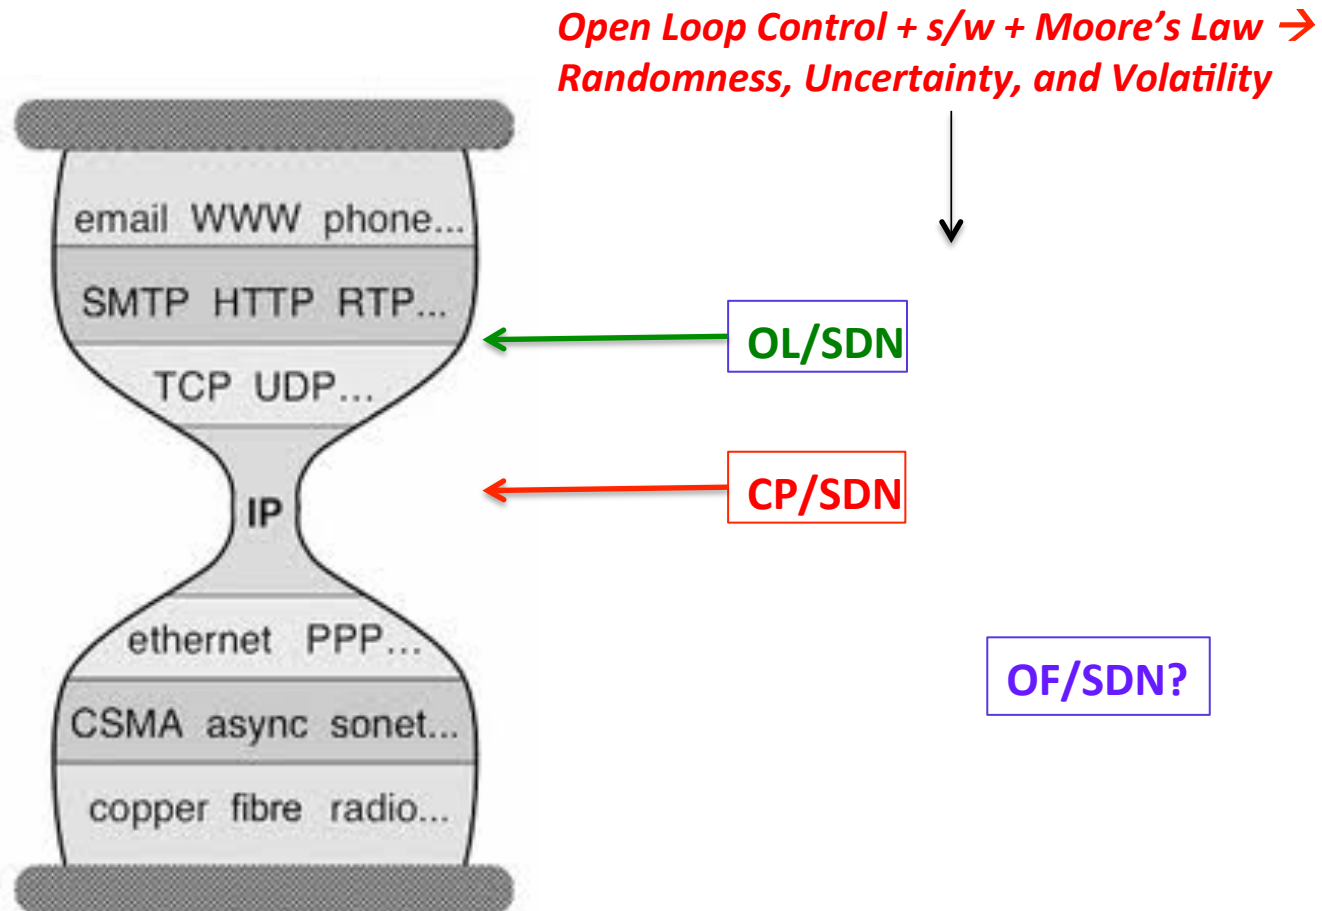 Open Loop Control + s/w + Moore's Law →
Randomness, Uncertainty, and Volatility
email WWW phone...
SMTP HTTP RTP...
OL/SDN
TCP UDP...
CP/SDN
IP
ethernet PPP...
OF/SDN?
CSMA async sonet...
copper fibre radio...